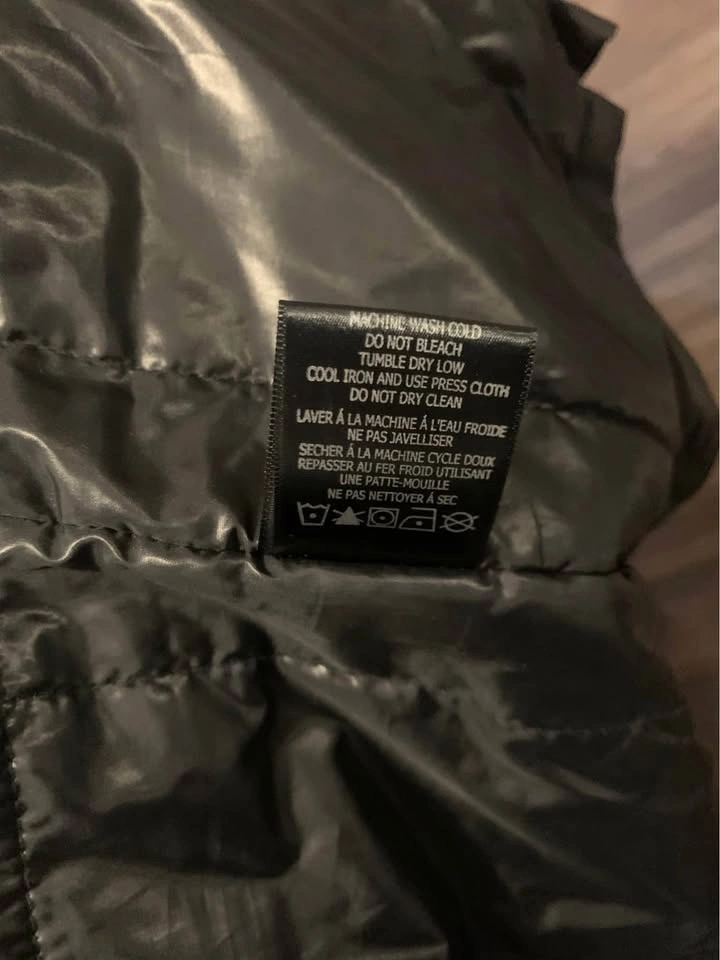 MACHINE WASH COLD
DO NOT BLEACH
TUMBLE DRY LOW
COOL IRON AND USE PRESS CLOTH
DO NOT DRY CLEAN
LAVER Á LA MACHINE Á L'EAU FROIDE
NE PAS JAVELLISER
SECHER Á LA MACHINE CYCLE DOUX
REPASSER AU FER FROID UTILISANT
UNE PATTE-MOUILLE
NE PAS NETTOYER Á SEC